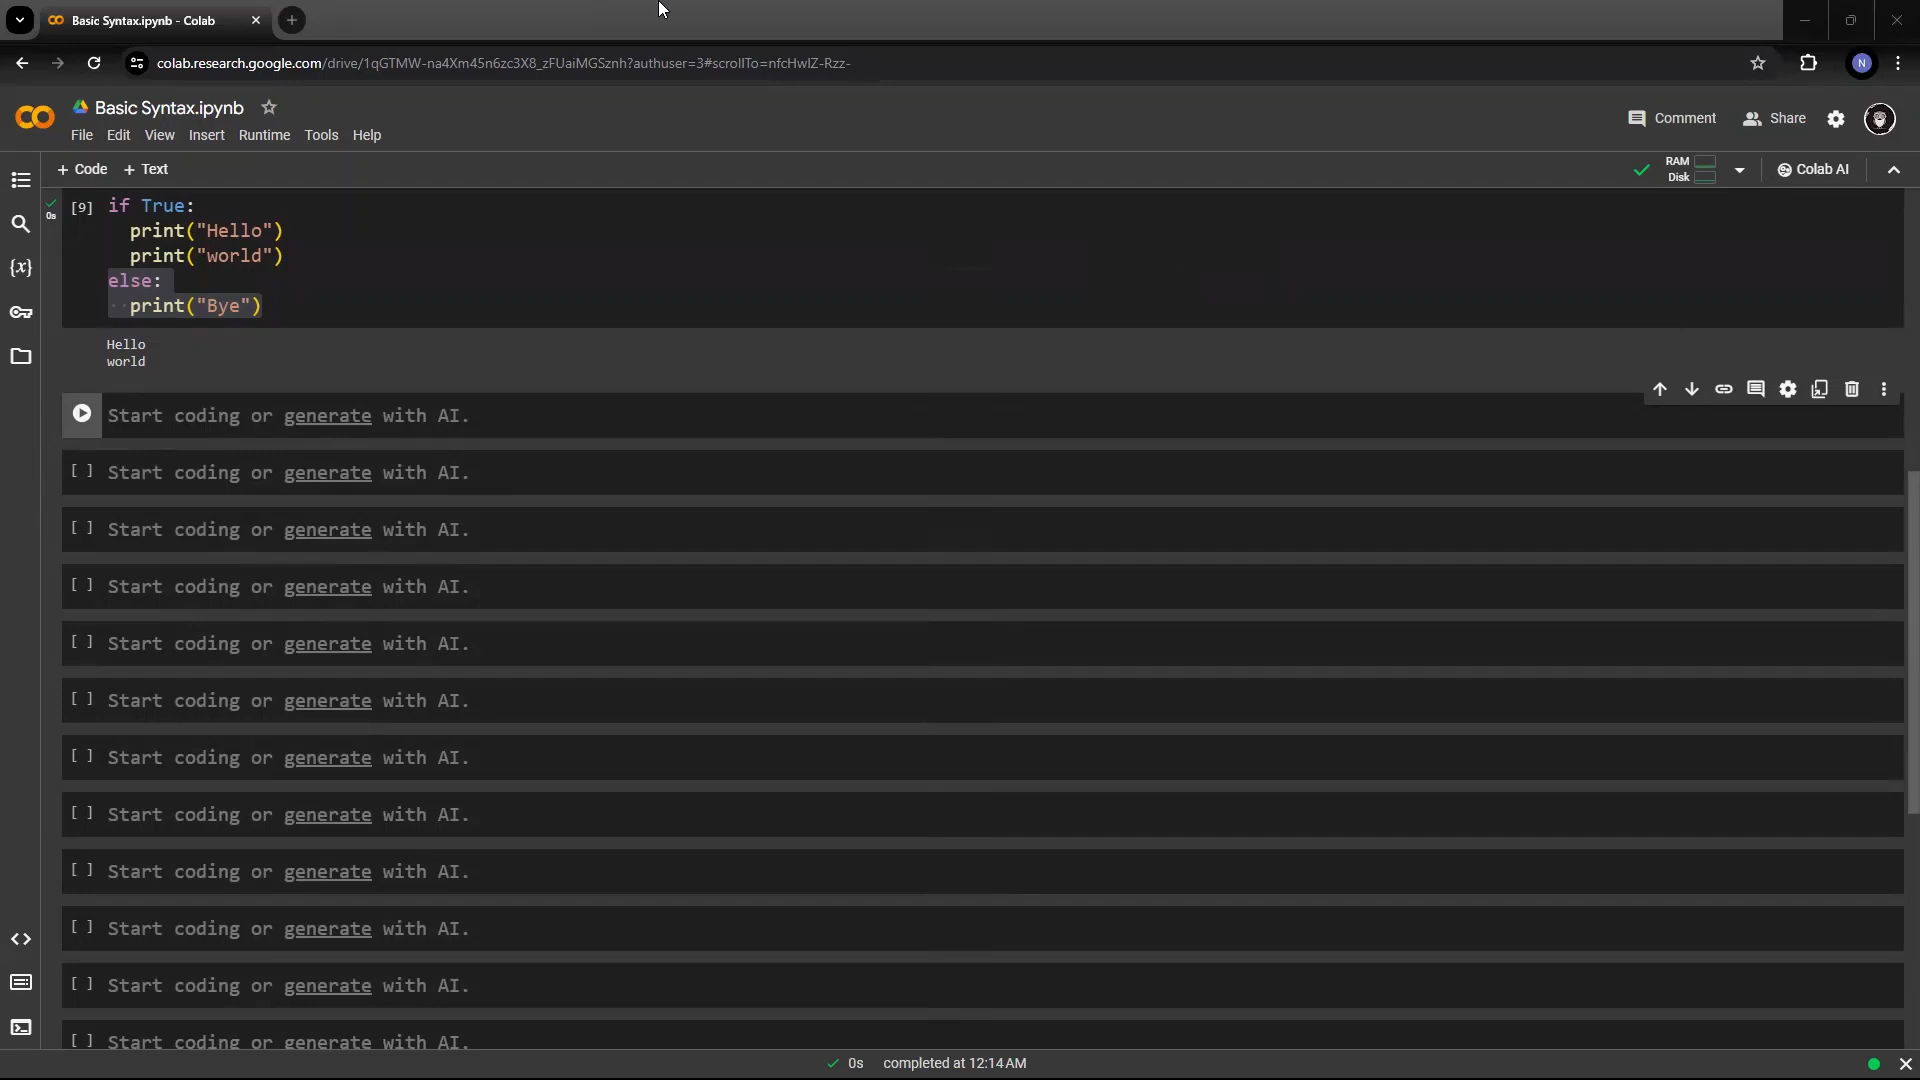 Basic Syntax.ipynb - Colab
colab.research.google.com/drive/1qGTMW-na4Xm45n6zc3X8_zFUaiMGSznh?authuser=3#scrollTo=nfcHwIZ-Rzz-
N
Basic Syntax.ipynb
File Edit View Insert Runtime Tools Help
Comment Share
+ Code + Text
RAM
Disk
Colab AI
0s
[9] if True:
print("Hello")
print("world")
else:
print("Bye")
Hello
world
Start coding or generate with AI.
[ ] Start coding or generate with AI.
[ ] Start coding or generate with AI.
[ ] Start coding or generate with AI.
[ ] Start coding or generate with AI.
[ ] Start coding or generate with AI.
[ ] Start coding or generate with AI.
[ ] Start coding or generate with AI.
[ ] Start coding or generate with AI.
[ ] Start coding or generate with AI.
[ ] Start coding or generate with AI.
[ ] Start coding or generate with AI.
0s completed at 12:14 AM